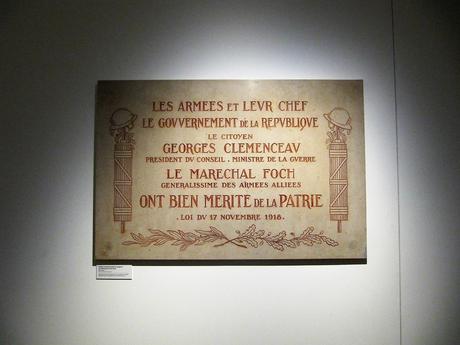 LES ARMEES ET LEVR CHEF
LE GOVVERNEMENT DE LA REPVBLIQVE
LE CITOYEN
GEORGES CLEMENCEAV
PRESIDENT DV CONSEIL . MINISTRE DE LA GVERRE
LE MARECHAL FOCH
GENERALISSIME DES ARMEES ALLIEES
ONT BIEN MERITE DE LA PATRIE
. LOI DV 17 NOVEMBRE 1918 .